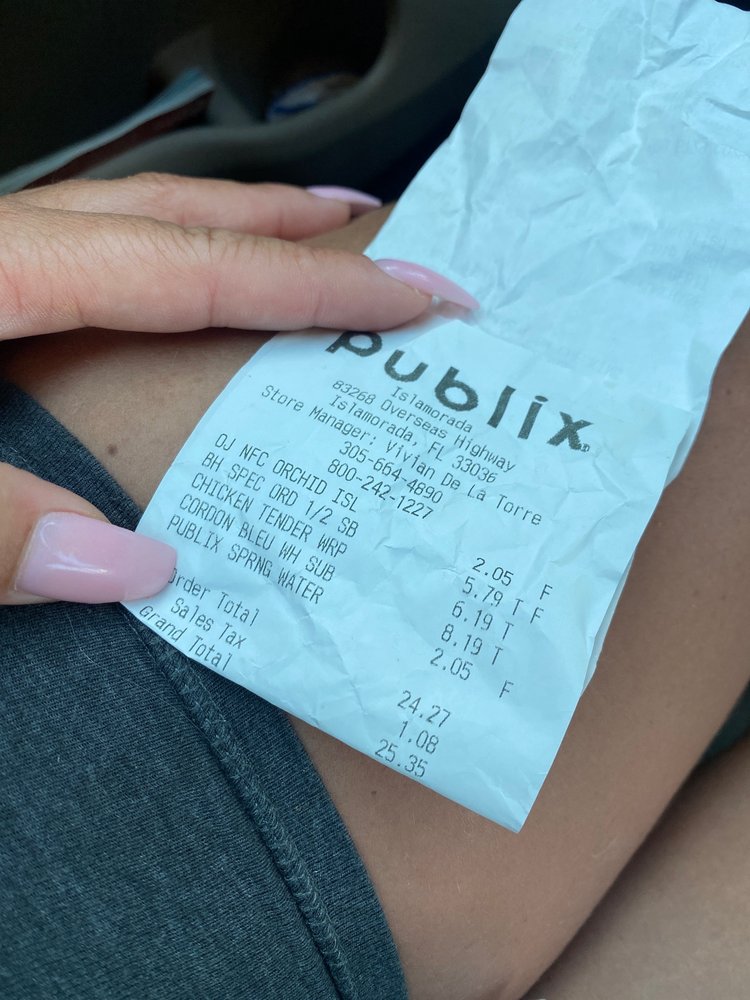 publix
Islamorada
83268 Overseas Highway
Islamorada, FL 33036
Store Manager: Vivian De La Torre
305-664-4890
800-242-1227
OJ NFC ORCHID ISL 2.05 F
BH SPEC ORD 1/2 SB 5.79 T F
CHICKEN TENDER WRP 6.19 T
CORDON BLEU WH SUB 8.19 T
PUBLIX SPRNG WATER 2.05 F
Order Total 24.27
Sales Tax 1.08
Grand Total 25.35